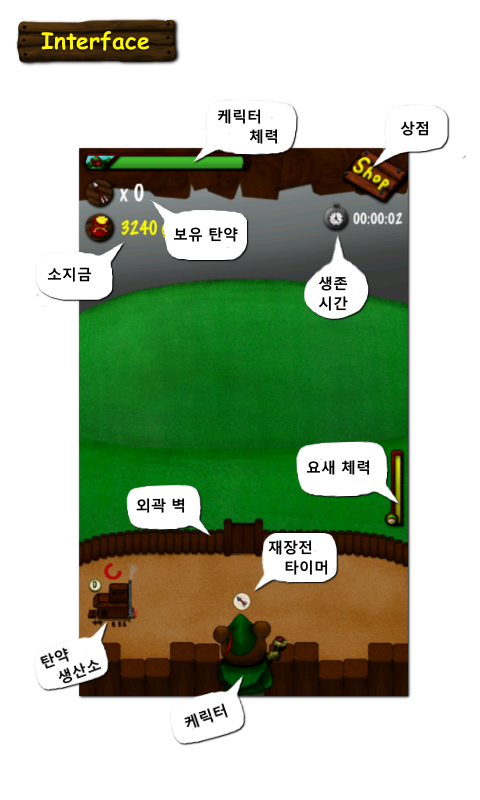 Interface
케릭터
체력
상점
Shop
x 0
3240
보유 탄약
00:00:02
소지금
생존
시간
요새 체력
외곽 벽
재장전
타이머
0
탄약
생산소
케릭터